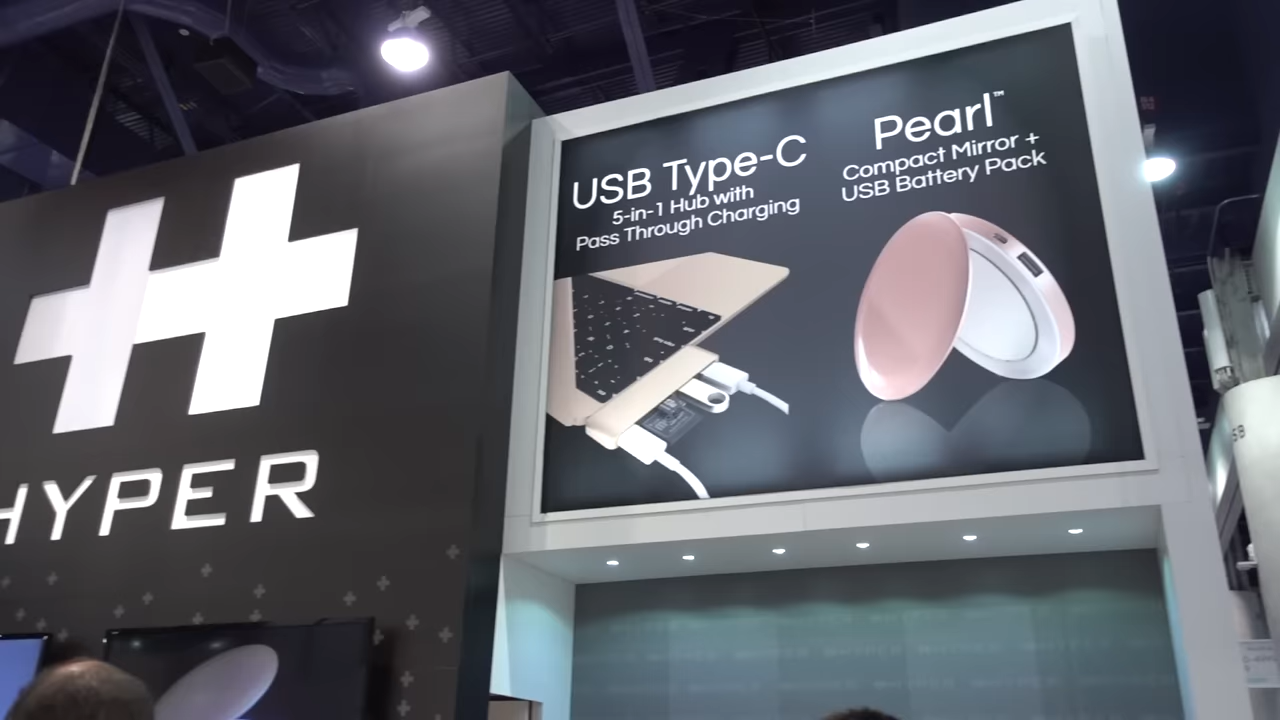 HYPER
USB Type-C
5-in-1 Hub with
Pass Through Charging
Pearl™
Compact Mirror +
USB Battery Pack